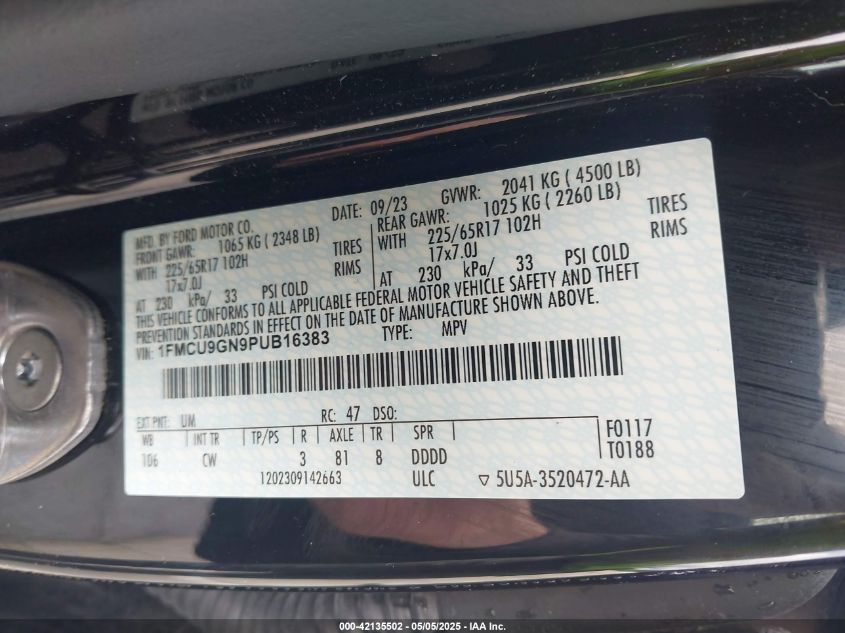 MFD. BY FORD MOTOR CO.
DATE: 09/23 GVWR: 2041 KG ( 4500 LB)
FRONT GAWR: 1065 KG ( 2348 LB) REAR GAWR: 1025 KG ( 2260 LB)
WITH 225/65R17 102H TIRES WITH 225/65R17 102H TIRES
17x7.0J RIMS 17x7.0J RIMS
AT 230 kPa/ 33 PSI COLD AT 230 kPa/ 33 PSI COLD
THIS VEHICLE CONFORMS TO ALL APPLICABLE FEDERAL MOTOR VEHICLE SAFETY AND THEFT
PREVENTION STANDARDS IN EFFECT ON THE DATE OF MANUFACTURE SHOWN ABOVE.
VIN: 1FMCU9GN9PUB16383 TYPE: MPV
EXT PNT: UM RC: 47 DSO: F0117
WB INT TR TP/PS R AXLE TR SPR T0188
106 CW 3 81 8 DDDD
1202309142663 ULC ▽ 5U5A-3520472-AA
000-42135502 - 05/05/2025 - IAA Inc.